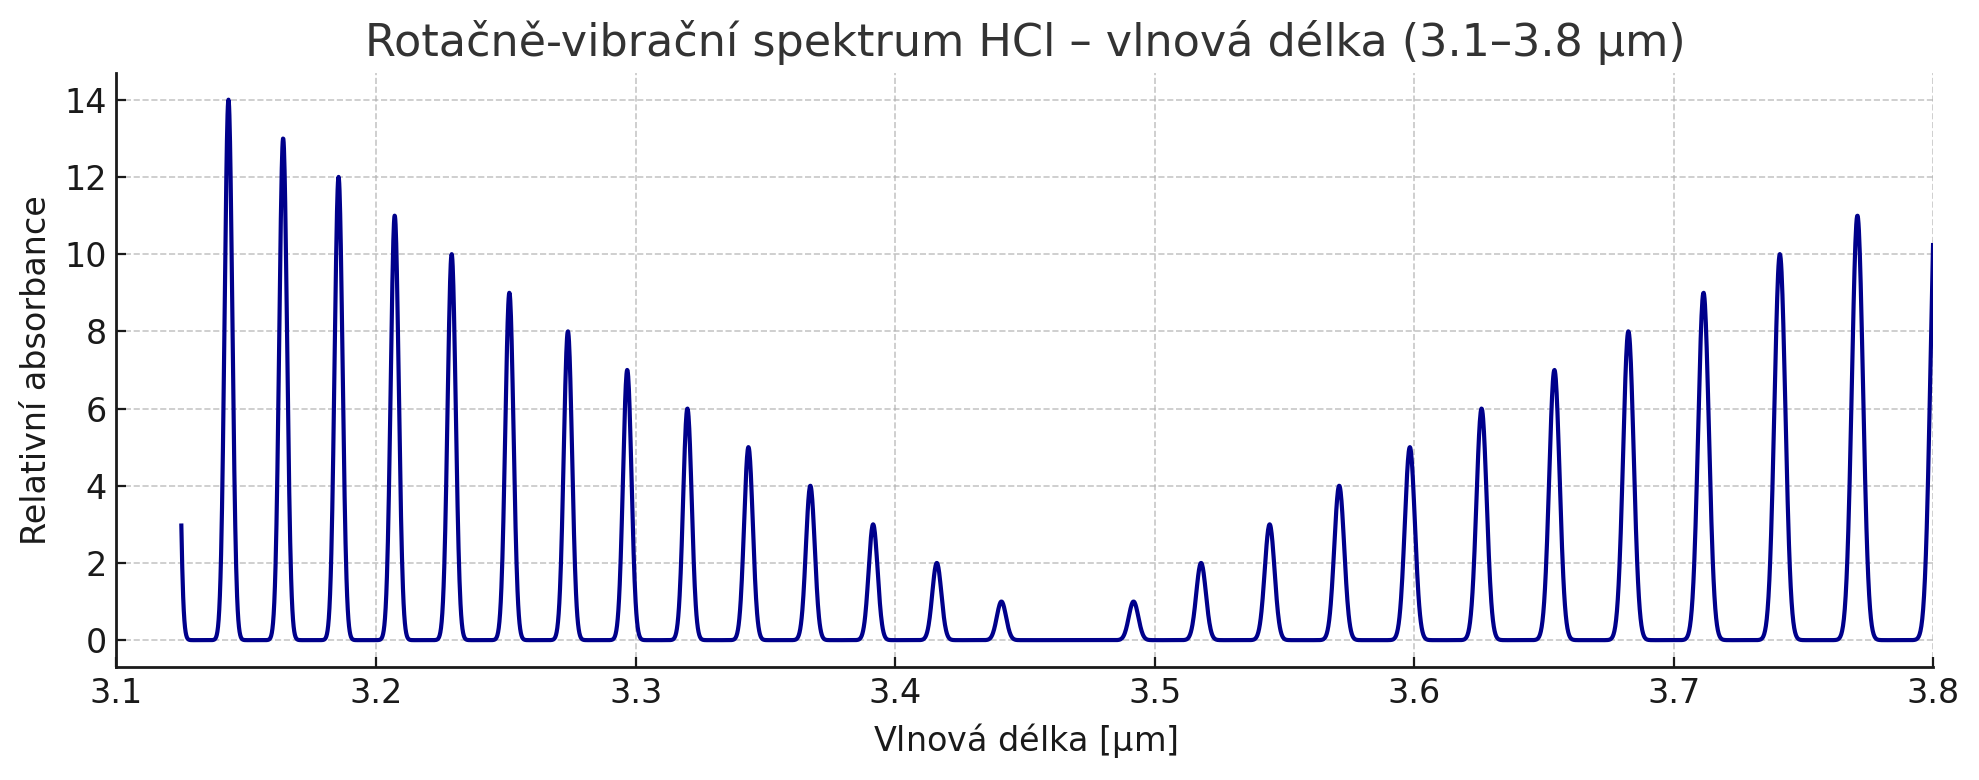 Rotačně-vibrační spektrum HCl – vlnová délka (3.1–3.8 μm)
Relativní absorbance
14
12
10
8
6
4
2
0
3.1 3.2 3.3 3.4 3.5 3.6 3.7 3.8
Vlnová délka [μm]